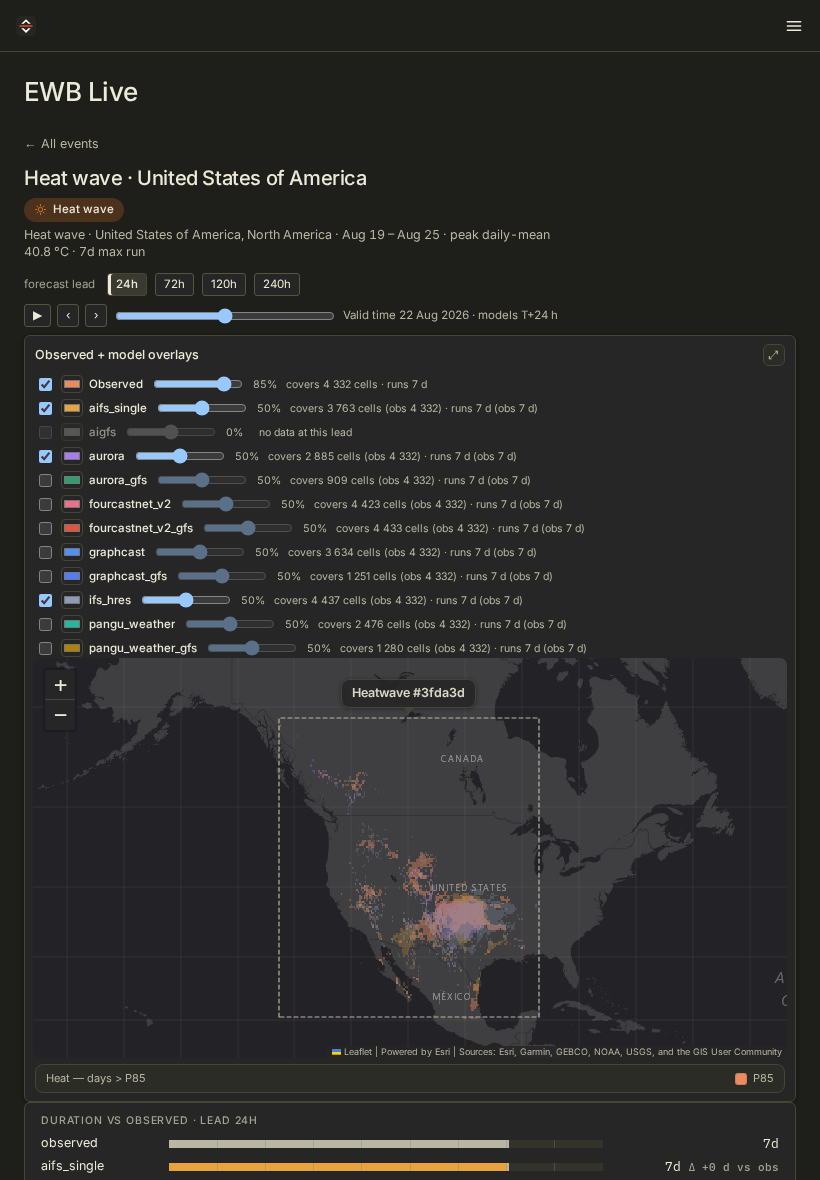 EWB Live
← All events
Heat wave · United States of America
Heat wave
Heat wave · United States of America, North America · Aug 19 – Aug 25 · peak daily-mean
40.8 °C · 7d max run
forecast lead 24h 72h 120h 240h
▶ ‹ › Valid time 22 Aug 2026 · models T+24 h
Observed + model overlays
Observed 85% covers 4 332 cells · runs 7 d
aifs_single 50% covers 3 763 cells (obs 4 332) · runs 7 d (obs 7 d)
aigfs 0% no data at this lead
aurora 50% covers 2 885 cells (obs 4 332) · runs 7 d (obs 7 d)
aurora_gfs 50% covers 909 cells (obs 4 332) · runs 7 d (obs 7 d)
fourcastnet_v2 50% covers 4 423 cells (obs 4 332) · runs 7 d (obs 7 d)
fourcastnet_v2_gfs 50% covers 4 433 cells (obs 4 332) · runs 7 d (obs 7 d)
graphcast 50% covers 3 634 cells (obs 4 332) · runs 7 d (obs 7 d)
graphcast_gfs 50% covers 1 251 cells (obs 4 332) · runs 7 d (obs 7 d)
ifs_hres 50% covers 4 437 cells (obs 4 332) · runs 7 d (obs 7 d)
pangu_weather 50% covers 2 476 cells (obs 4 332) · runs 7 d (obs 7 d)
pangu_weather_gfs 50% covers 1 280 cells (obs 4 332) · runs 7 d (obs 7 d)
+
−
Heatwave #3fda3d
CANADA
UNITED STATES
MÉXICO
A
Leaflet | Powered by Esri | Sources: Esri, Garmin, GEBCO, NOAA, USGS, and the GIS User Community
Heat — days > P85 P85
DURATION VS OBSERVED · LEAD 24H
observed 7d
aifs_single 7d Δ +0 d vs obs